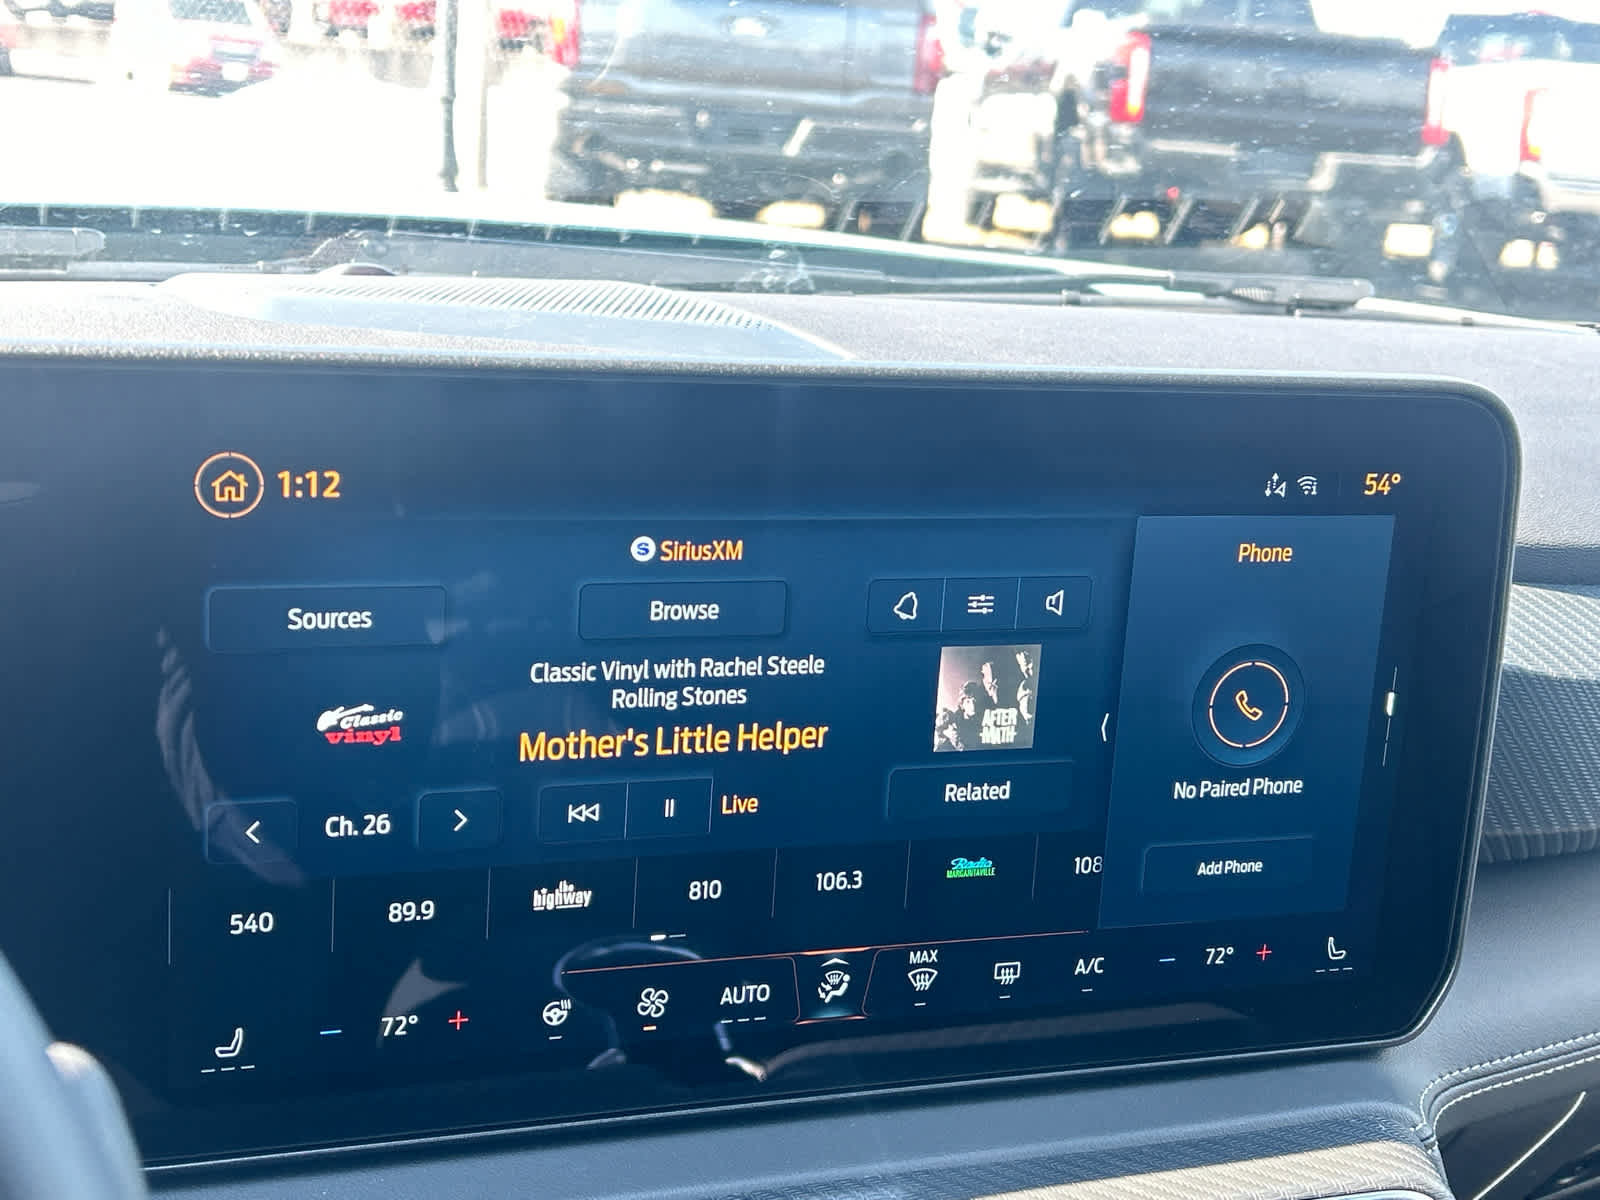 1:12
54°
SiriusXM
Phone
Sources
Browse
Classic Vinyl with Rachel Steele
Rolling Stones
Mother's Little Helper
Classic
vinyl
AFTER
MATH
No Paired Phone
Related
Ch. 26
Live
Add Phone
540
89.9
the
highway
810
106.3
Radio
MARGARITAVILLE
108
72°
AUTO
MAX
A/C
72°